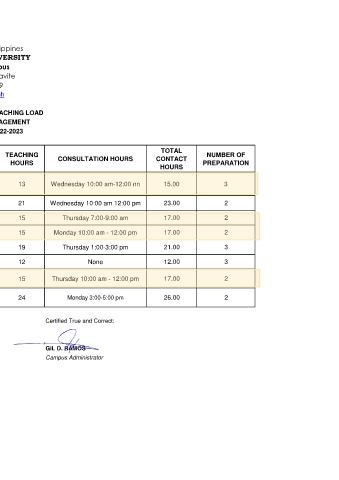 ippines
VERSITY
pus
avite
9
ph
ACHING LOAD
AGEMENT
22-2023
TEACHING HOURS CONSULTATION HOURS TOTAL CONTACT HOURS NUMBER OF PREPARATION
13 Wednesday 10:00 am-12:00 nn 15.00 3
21 Wednesday 10:00 am 12:00 pm 23.00 2
15 Thursday 7:00-9:00 am 17.00 2
15 Monday 10:00 am - 12:00 pm 17.00 2
19 Thursday 1:00-3:00 pm 21.00 3
12 None 12.00 3
15 Thursday 10:00 am - 12:00 pm 17.00 2
24 Monday 3:00-5:00 pm 26.00 2
Certified True and Correct:
Gil D. RAMOS
Campus Administrator